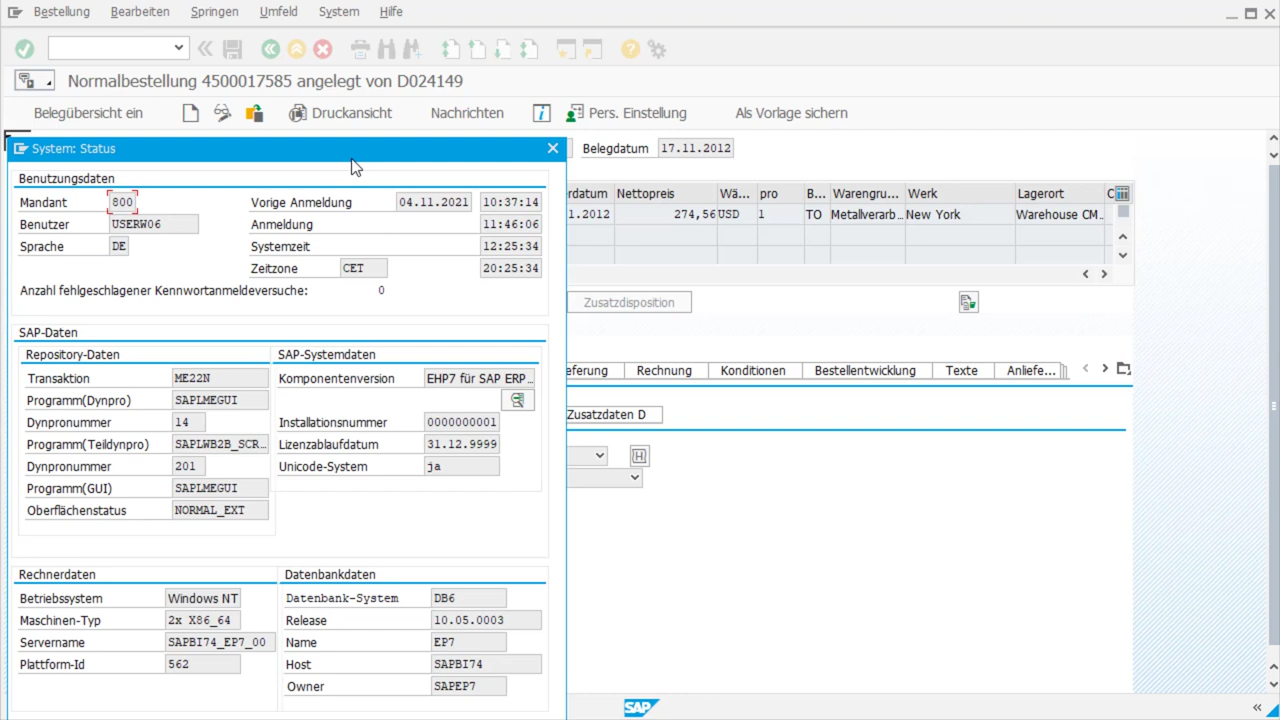 Bestellung Bearbeiten Springen Umfeld System Hilfe
Normalbestellung 4500017585 angelegt von D024149
Belegübersicht ein Druckansicht Nachrichten Pers. Einstellung Als Vorlage sichern
System: Status
Belegdatum 17.11.2012
Benutzungsdaten
Mandant 800 Vorige Anmeldung 04.11.2021 10:37:14
Benutzer USERW06 Anmeldung 11:46:06
Sprache DE Systemzeit 12:25:34
Zeitzone CET 20:25:34
Anzahl fehlgeschlagener Kennwortanmeldeversuche: 0
erdatum Nettopreis Wä... pro B... Warengru... Werk Lagerort C
1.2012 274,56 USD 1 TO Metallverarb... New York Warehouse CM...
Zusatzdisposition
SAP-Daten
Repository-Daten SAP-Systemdaten
Transaktion ME22N Komponentenversion EHP7 für SAP ERP...
Programm(Dynpro) SAPLMEGUI
Dynpronummer 14 Installationsnummer 0000000001
Programm(Teildynpro) SAPLWB2B_SCR... Lizenzablaufdatum 31.12.9999
Dynpronummer 201 Unicode-System ja
Programm(GUI) SAPLMEGUI
Oberflächenstatus NORMAL_EXT
eferung Rechnung Konditionen Bestellentwicklung Texte Anliefe...
Zusatzdaten D
H
Rechnerdaten Datenbankdaten
Betriebssystem Windows NT Datenbank-System DB6
Maschinen-Typ 2x X86_64 Release 10.05.0003
Servername SAPBI74_EP7_00 Name EP7
Plattform-Id 562 Host SAPBI74
Owner SAPEP7
SAP